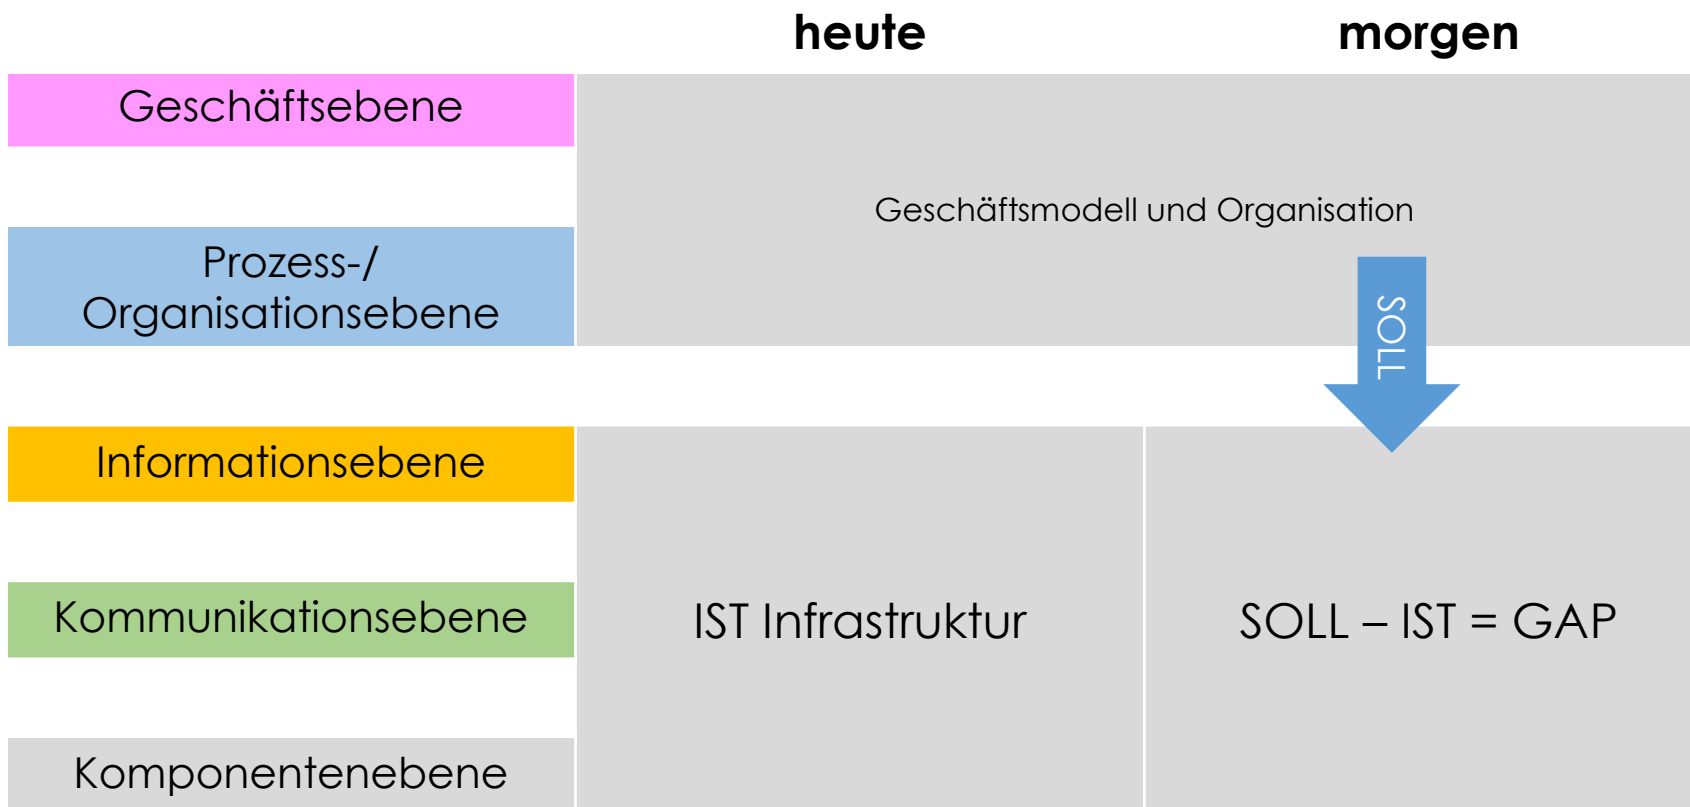 heute morgen
Geschäftsebene
Geschäftsmodell und Organisation
Prozess-/
Organisationsebene
SOLL
Informationsebene
Kommunikationsebene
IST Infrastruktur
SOLL – IST = GAP
Komponentenebene